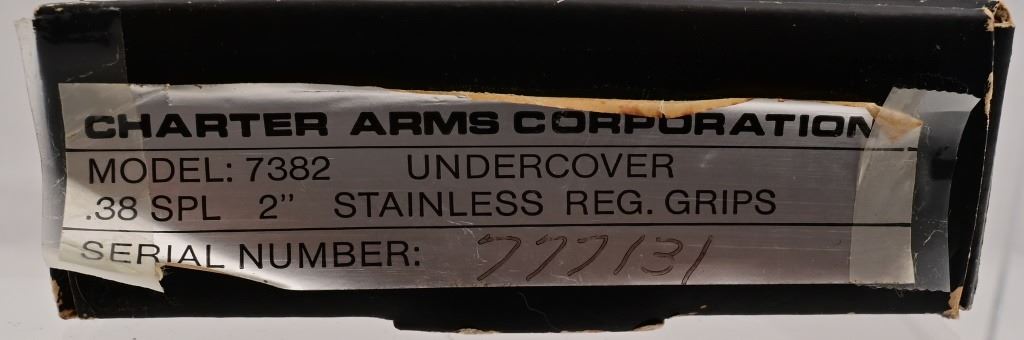 CHARTER ARMS CORPORATION
MODEL: 7382 UNDERCOVER
.38 SPL 2" STAINLESS REG. GRIPS
SERIAL NUMBER: 777131